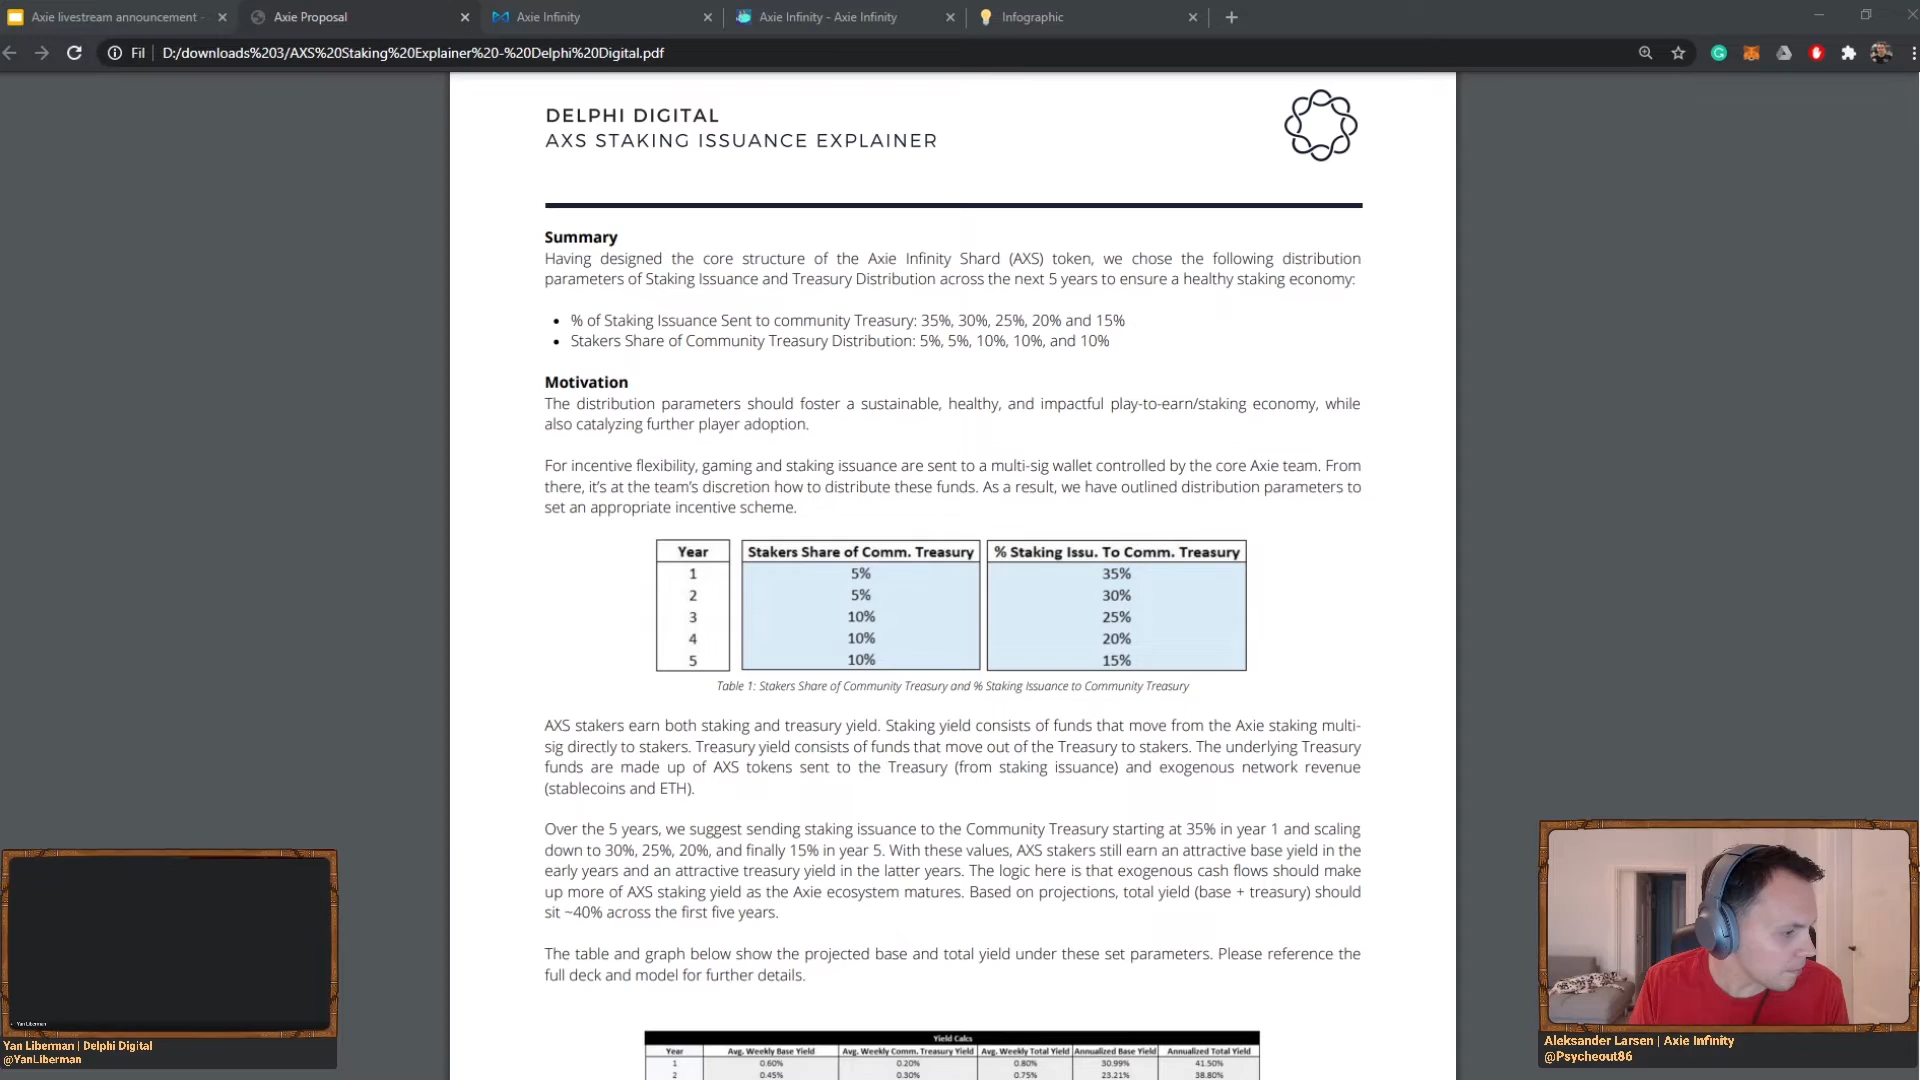 Axie livestream announcement -
Axie Proposal
Axie Infinity
Axie Infinity - Axie Infinity
Infographic
Fil
D:/downloads%203/AXS%20Staking%20Explainer%20-%20Delphi%20Digital.pdf
DELPHI DIGITAL
AXS STAKING ISSUANCE EXPLAINER
Summary
Having designed the core structure of the Axie Infinity Shard (AXS) token, we chose the following distribution
parameters of Staking Issuance and Treasury Distribution across the next 5 years to ensure a healthy staking economy:
• % of Staking Issuance Sent to community Treasury: 35%, 30%, 25%, 20% and 15%
• Stakers Share of Community Treasury Distribution: 5%, 5%, 10%, 10%, and 10%
Motivation
The distribution parameters should foster a sustainable, healthy, and impactful play-to-earn/staking economy, while
also catalyzing further player adoption.
For incentive flexibility, gaming and staking issuance are sent to a multi-sig wallet controlled by the core Axie team. From
there, it's at the team's discretion how to distribute these funds. As a result, we have outlined distribution parameters to
set an appropriate incentive scheme.
Year Stakers Share of Comm. Treasury % Staking Issu. To Comm. Treasury
1 5% 35%
2 5% 30%
3 10% 25%
4 10% 20%
5 10% 15%
Table 1: Stakers Share of Community Treasury and % Staking Issuance to Community Treasury
AXS stakers earn both staking and treasury yield. Staking yield consists of funds that move from the Axie staking multi-
sig directly to stakers. Treasury yield consists of funds that move out of the Treasury to stakers. The underlying Treasury
funds are made up of AXS tokens sent to the Treasury (from staking issuance) and exogenous network revenue
(stablecoins and ETH).
Over the 5 years, we suggest sending staking issuance to the Community Treasury starting at 35% in year 1 and scaling
down to 30%, 25%, 20%, and finally 15% in year 5. With these values, AXS stakers still earn an attractive base yield in the
early years and an attractive treasury yield in the latter years. The logic here is that exogenous cash flows should make
up more of AXS staking yield as the Axie ecosystem matures. Based on projections, total yield (base + treasury) should
sit ~40% across the first five years.
The table and graph below show the projected base and total yield under these set parameters. Please reference the
full deck and model for further details.
Yield Calcs
Year Avg. Weekly Base Yield Avg. Weekly Comm. Treasury Yield Avg. Weekly Total Yield Annualized Base Yield Annualized Total Yield
1 0.60% 0.20% 0.80% 30.99% 41.50%
2 0.45% 0.30% 0.75% 23.21% 38.80%
Yan Liberman
Yan Liberman | Delphi Digital
@YanLiberman
Aleksander Larsen | Axie Infinity
@Psycheout86